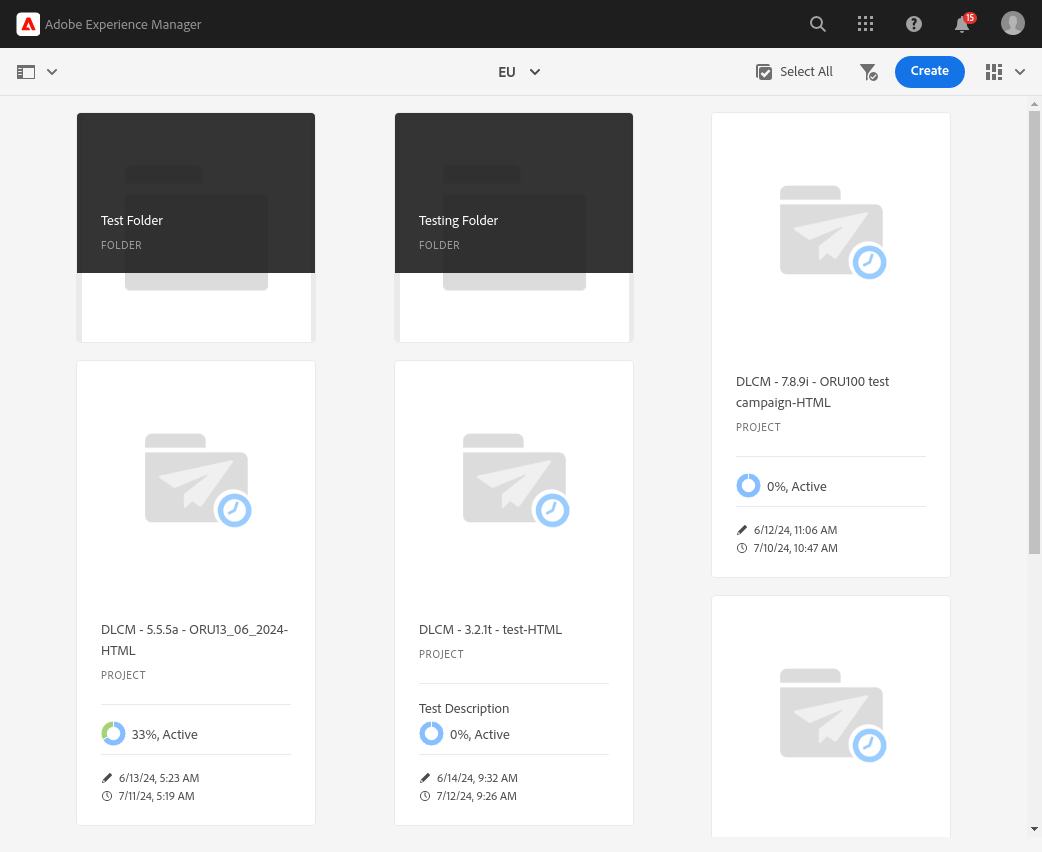 Adobe Experience Manager
15
EU
Select All
Create
Test Folder
FOLDER
Testing Folder
FOLDER
DLCM - 7.8.9i - ORU100 test
campaign-HTML
PROJECT
0%, Active
6/12/24, 11:06 AM
7/10/24, 10:47 AM
DLCM - 5.5.5a - ORU13_06_2024-
HTML
PROJECT
33%, Active
6/13/24, 5:23 AM
7/11/24, 5:19 AM
DLCM - 3.2.1t - test-HTML
PROJECT
Test Description
0%, Active
6/14/24, 9:32 AM
7/12/24, 9:26 AM